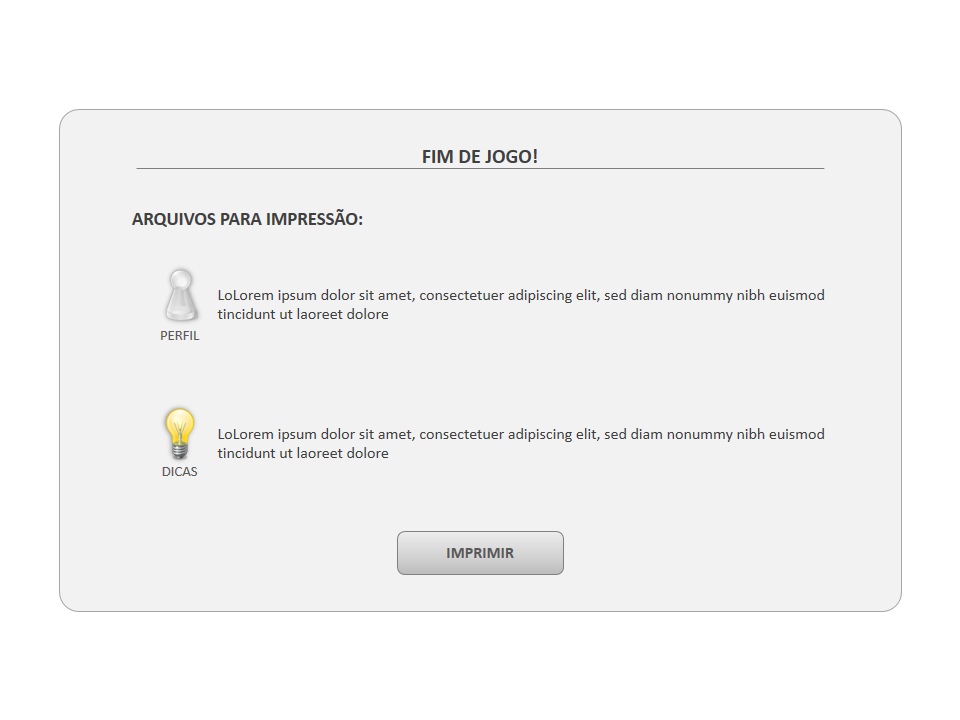 FIM DE JOGO!
ARQUIVOS PARA IMPRESSÃO:
LoLorem ipsum dolor sit amet, consectetuer adipiscing elit, sed diam nonummy nibh euismod
tincidunt ut laoreet dolore
PERFIL
LoLorem ipsum dolor sit amet, consectetuer adipiscing elit, sed diam nonummy nibh euismod
tincidunt ut laoreet dolore
DICAS
IMPRIMIR